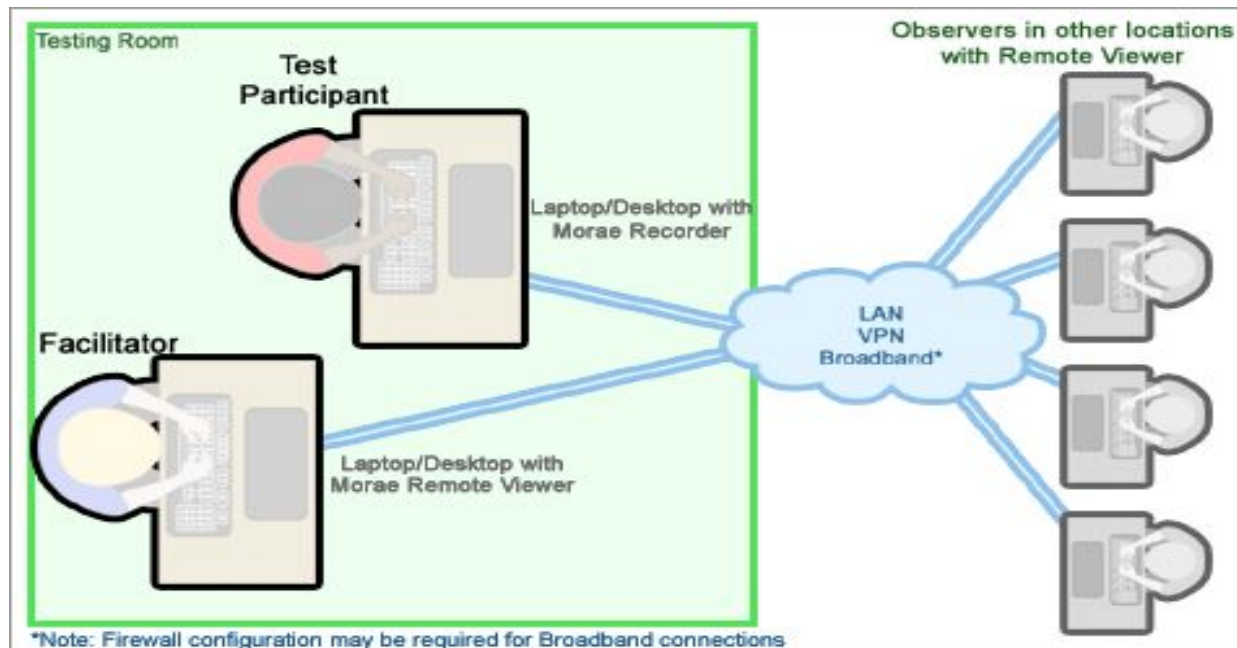 Testing Room
Test
Participant
Laptop/Desktop with
Morae Recorder
Facilitator
Laptop/Desktop with
Morae Remote Viewer
LAN
VPN
Broadband*
Observers in other locations
with Remote Viewer
*Note: Firewall configuration may be required for Broadband connections